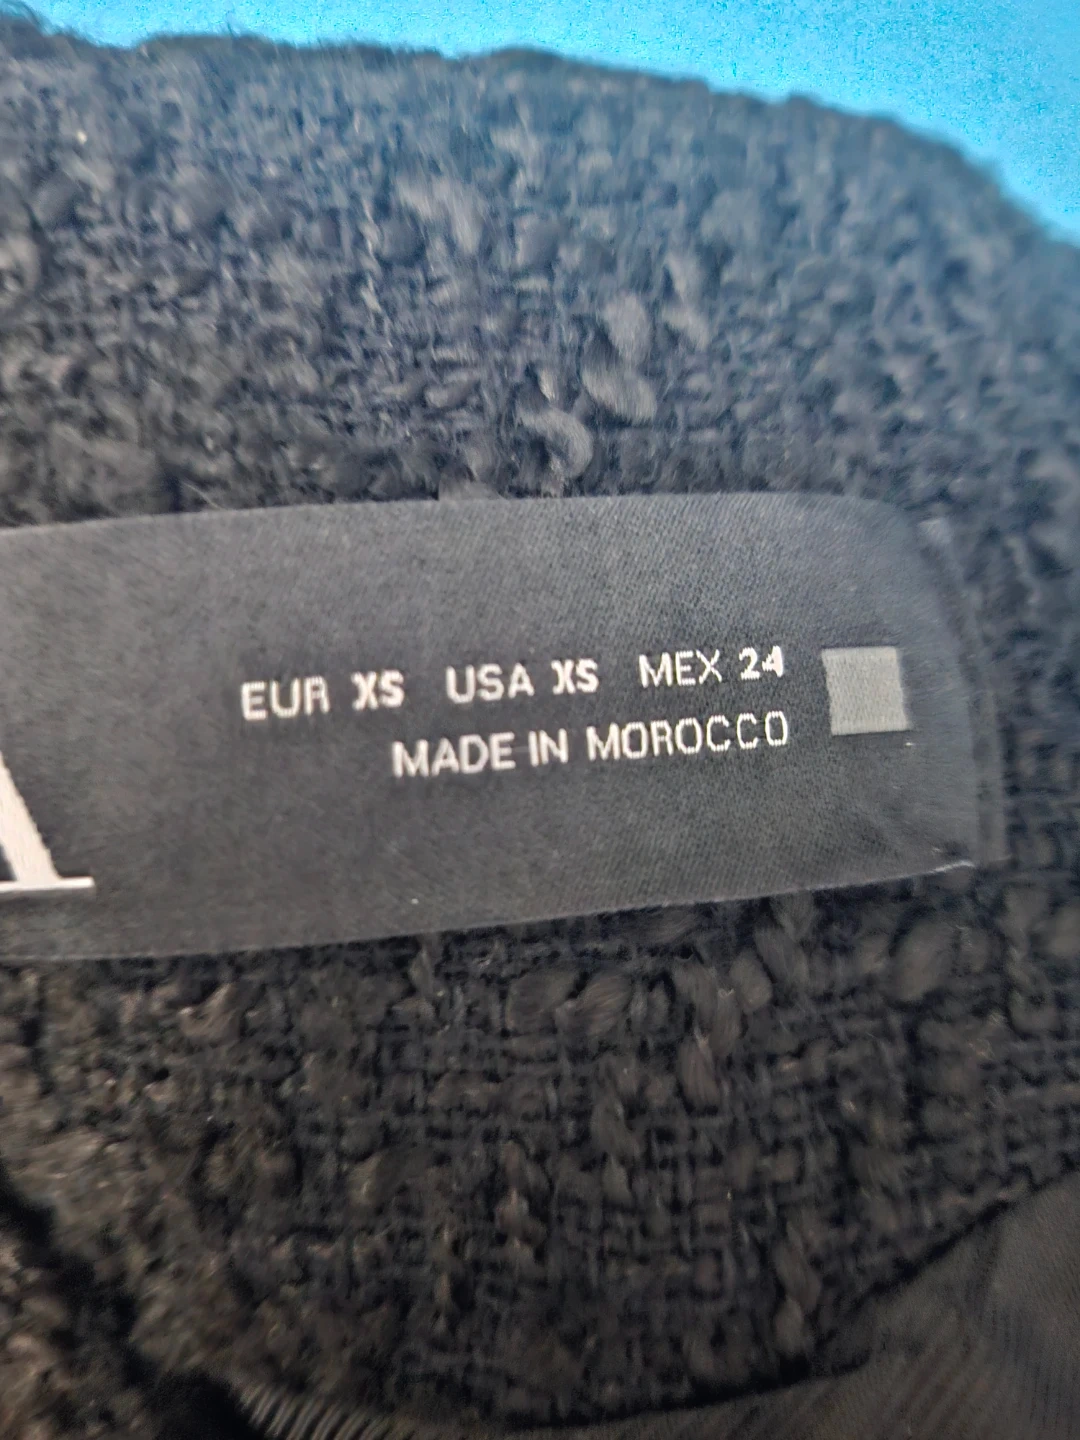 EUR XS USA XS MEX 24
MADE IN MOROCCO
A